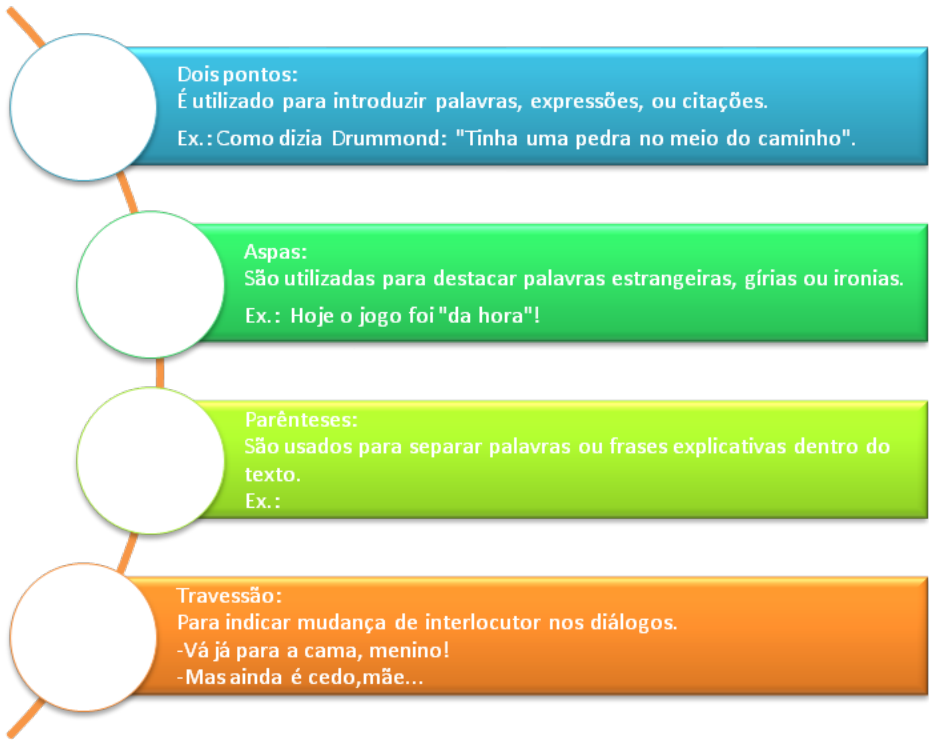 Dois pontos:
É utilizado para introduzir palavras, expressões, ou citações.
Ex.: Como dizia Drummond: "Tinha uma pedra no meio do caminho".
Aspas:
São utilizadas para destacar palavras estrangeiras, gírias ou ironias.
Ex.: Hoje o jogo foi "da hora"!
Parênteses:
São usados para separar palavras ou frases explicativas dentro do
texto.
Ex.:
Travessão:
Para indicar mudança de interlocutor nos diálogos.
-Vá já para a cama, menino!
-Mas ainda é cedo,mãe...